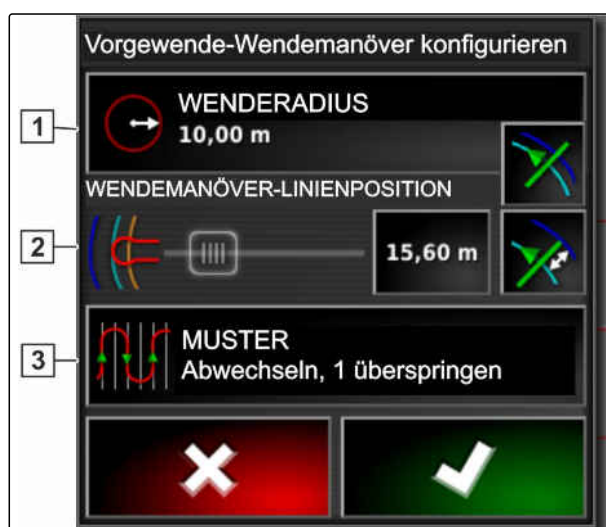 Vorgewende-Wendemanöver konfigurieren
1
WENDERADIUS
10,00 m
WENDEMANÖVER-LINIENPOSITION
2
15,60 m
3
MUSTER
Abwechseln, 1 überspringen